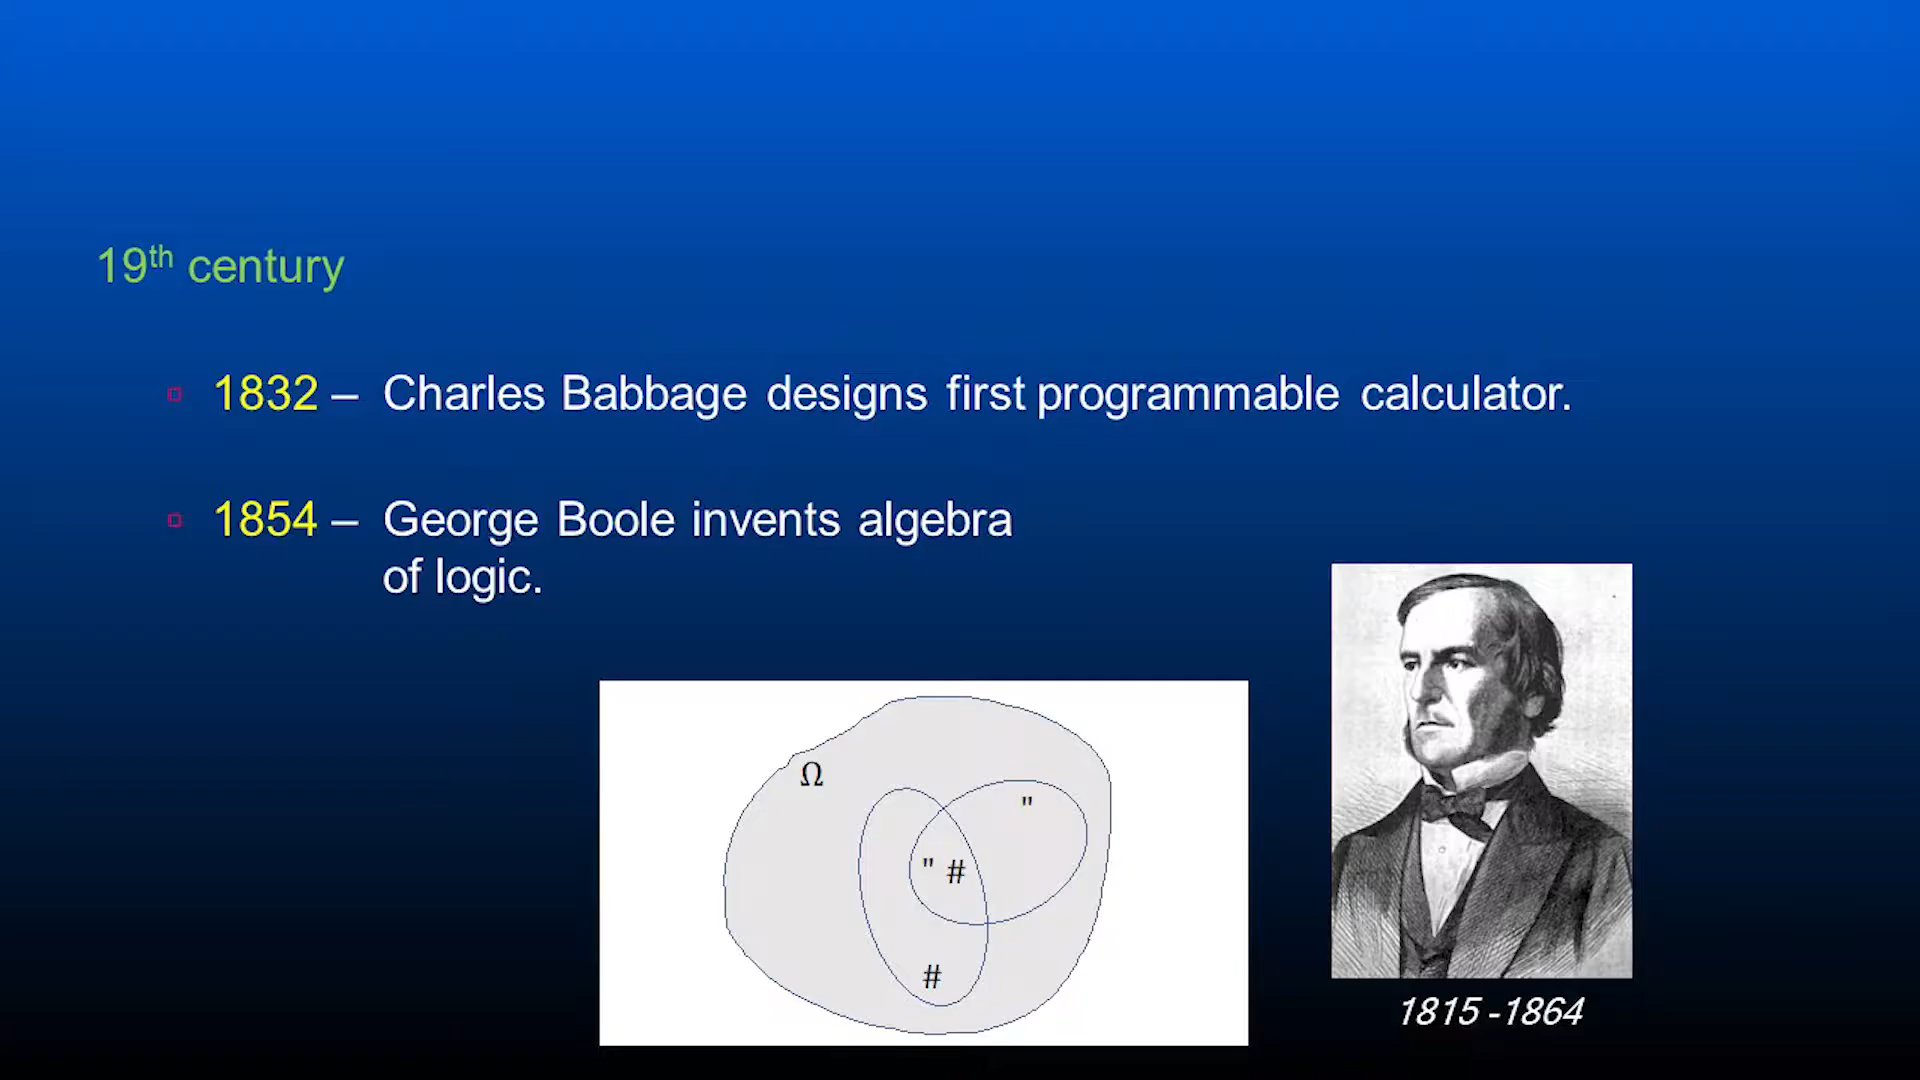 19th century
1832 – Charles Babbage designs first programmable calculator.
1854 – George Boole invents algebra
of logic.
Ω
"
" #
#
1815 -1864